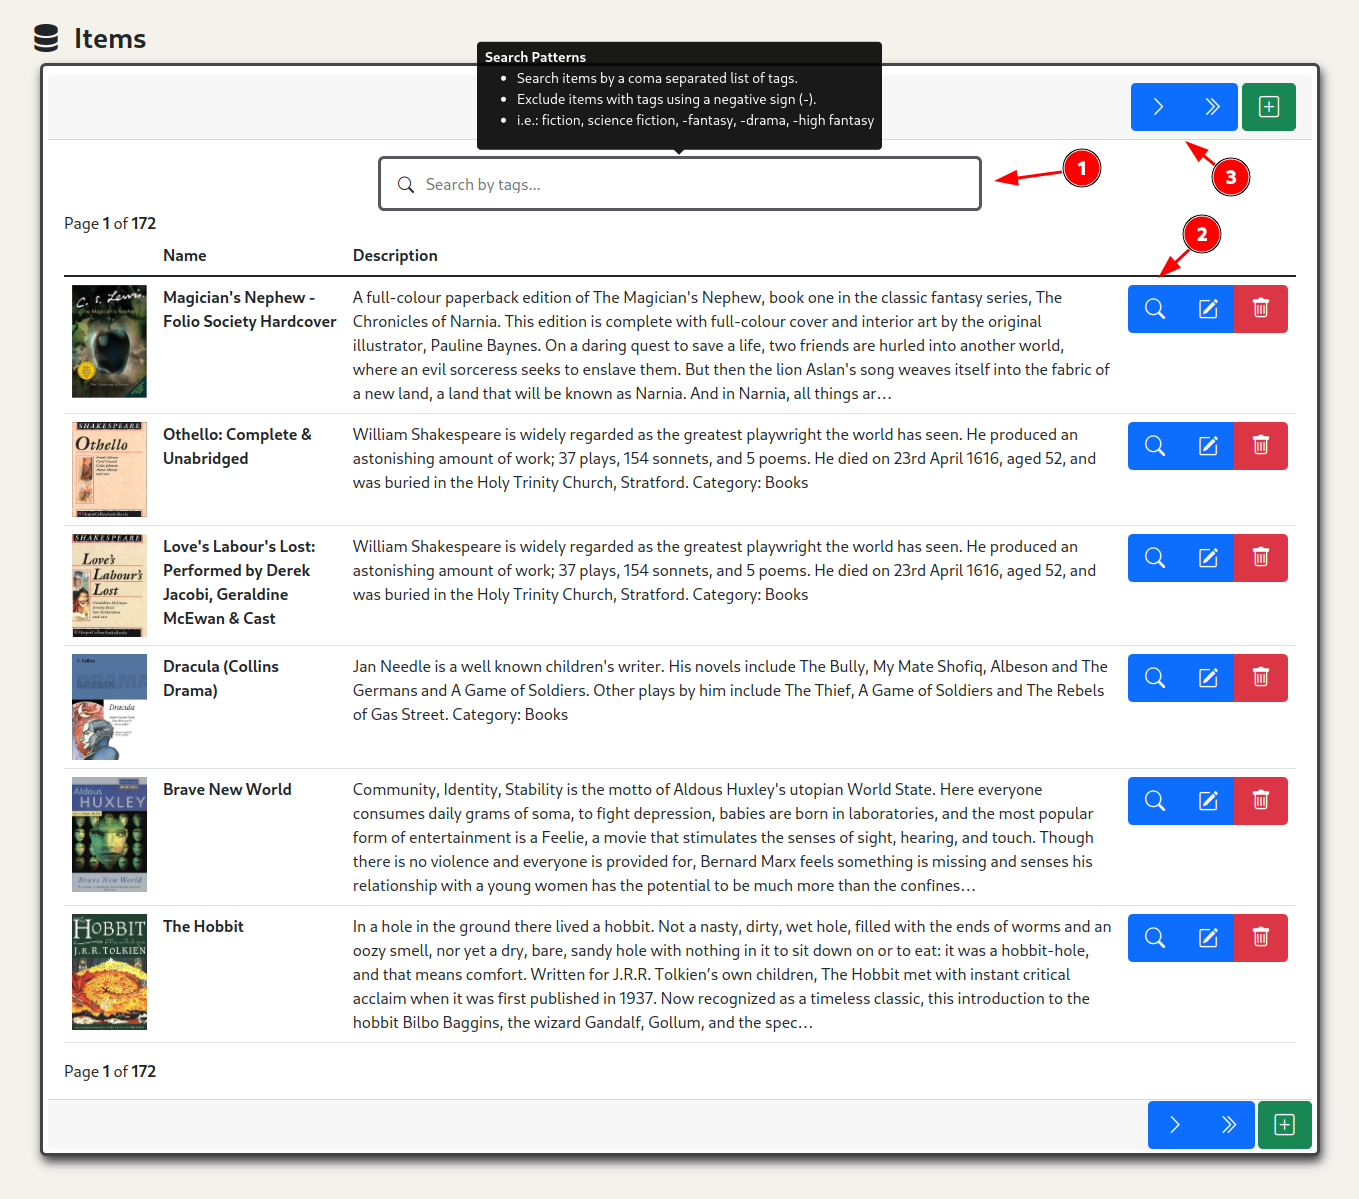 Items
Search Patterns
Search items by a coma separated list of tags.
Exclude items with tags using a negative sign (-).
i.e.: fiction, science fiction, -fantasy, -drama, -high fantasy
Search by tags...
1
3
Page 1 of 172
2
Name Description
C. S. Lewis
The Magician's Nephew
Magician's Nephew -
Folio Society Hardcover
A full-colour paperback edition of The Magician's Nephew, book one in the classic fantasy series, The
Chronicles of Narnia. This edition is complete with full-colour cover and interior art by the original
illustrator, Pauline Baynes. On a daring quest to save a life, two friends are hurled into another world,
where an evil sorceress seeks to enslave them. But then the lion Aslan's song weaves itself into the fabric of
a new land, a land that will be known as Narnia. And in Narnia, all things ar…
SHAKESPEARE
Othello
Othello: Complete &
Unabridged
William Shakespeare is widely regarded as the greatest playwright the world has seen. He produced an
astonishing amount of work; 37 plays, 154 sonnets, and 5 poems. He died on 23rd April 1616, aged 52, and
was buried in the Holy Trinity Church, Stratford. Category: Books
SHAKESPEARE
Love's
Labour's
Lost
Love's Labour's Lost:
Performed by Derek
Jacobi, Geraldine
McEwan & Cast
William Shakespeare is widely regarded as the greatest playwright the world has seen. He produced an
astonishing amount of work; 37 plays, 154 sonnets, and 5 poems. He died on 23rd April 1616, aged 52, and
was buried in the Holy Trinity Church, Stratford. Category: Books
Collins
DRAMA
Dracula
Dracula (Collins
Drama)
Jan Needle is a well known children's writer. His novels include The Bully, My Mate Shofiq, Albeson and The
Germans and A Game of Soldiers. Other plays by him include The Thief, A Game of Soldiers and The Rebels
of Gas Street. Category: Books
Aldous
HUXLEY
Brave New World
Brave New World
Community, Identity, Stability is the motto of Aldous Huxley's utopian World State. Here everyone
consumes daily grams of soma, to fight depression, babies are born in laboratories, and the most popular
form of entertainment is a Feelie, a movie that stimulates the senses of sight, hearing, and touch. Though
there is no violence and everyone is provided for, Bernard Marx feels something is missing and senses his
relationship with a young women has the potential to be much more than the confines…
HOBBIT
J.R.R. TOLKIEN
The Hobbit
In a hole in the ground there lived a hobbit. Not a nasty, dirty, wet hole, filled with the ends of worms and an
oozy smell, nor yet a dry, bare, sandy hole with nothing in it to sit down on or to eat: it was a hobbit-hole,
and that means comfort. Written for J.R.R. Tolkien’s own children, The Hobbit met with instant critical
acclaim when it was first published in 1937. Now recognized as a timeless classic, this introduction to the
hobbit Bilbo Baggins, the wizard Gandalf, Gollum, and the spec…
Page 1 of 172